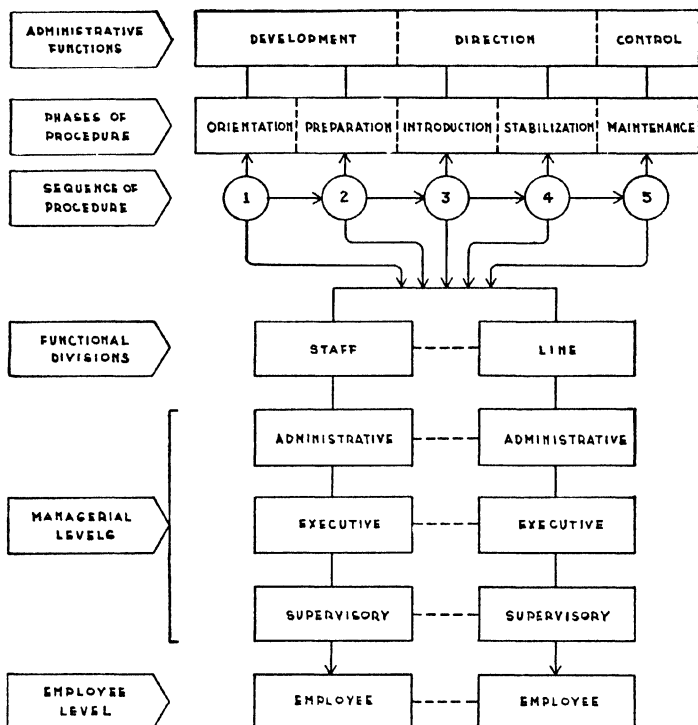 ADMINISTRATIVE
FUNCTIONS
DEVELOPMENT
DIRECTION
CONTROL
PHASES OF
PROCEDURE
ORIENTATION
PREPARATION
INTRODUCTION
STABILIZATION
MAINTENANCE
SEQUENCE OF
PROCEDURE
1
2
3
4
5
FUNCTIONAL
DIVISIONS
STAFF
LINE
ADMINISTRATIVE
ADMINISTRATIVE
MANAGERIAL
LEVELS
EXECUTIVE
EXECUTIVE
SUPERVISORY
SUPERVISORY
EMPLOYEE
LEVEL
EMPLOYEE
EMPLOYEE